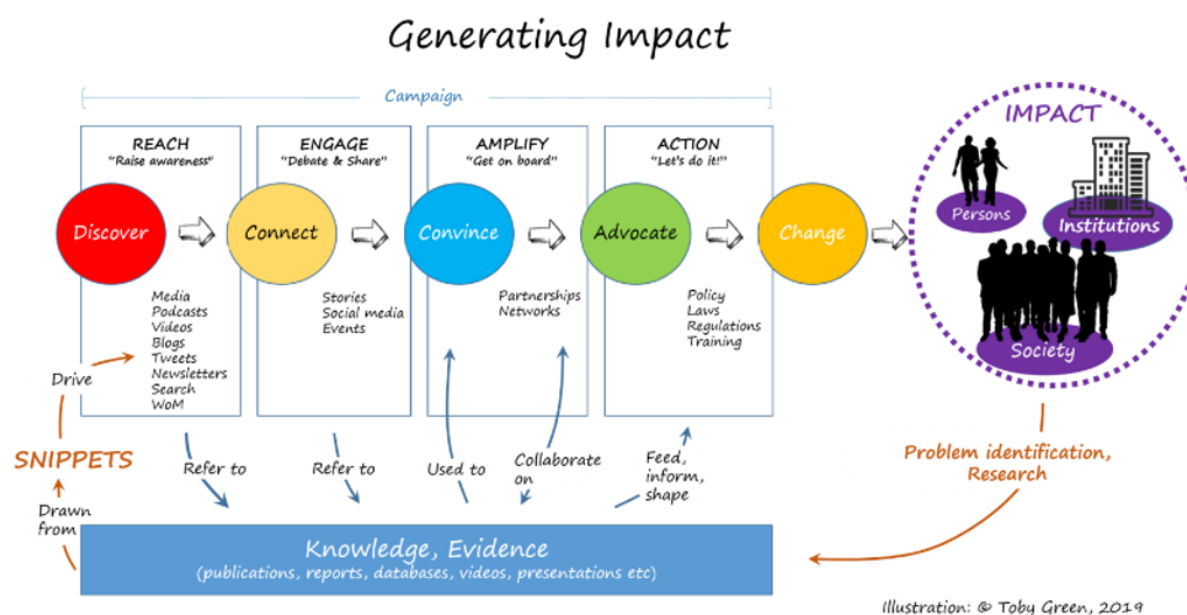 Generating Impact
Campaign
REACH
"Raise awareness"
ENGAGE
"Debate & Share"
AMPLIFY
"Get on board"
ACTION
"Let's do it!"
IMPACT
Discover
Connect
Convince
Advocate
Change
Persons
Institutions
Society
Media
Podcasts
Videos
Blogs
Tweets
Newsletters
Search
WoM
Stories
Social media
Events
Partnerships
Networks
Policy
Laws
Regulations
Training
Drive
SNIPPETS
Drawn
from
Refer to
Refer to
Used to
Collaborate
on
Feed,
inform,
shape
Problem identification,
Research
Knowledge, Evidence
(publications, reports, databases, videos, presentations etc)
Illustration: @ Toby Green, 2019